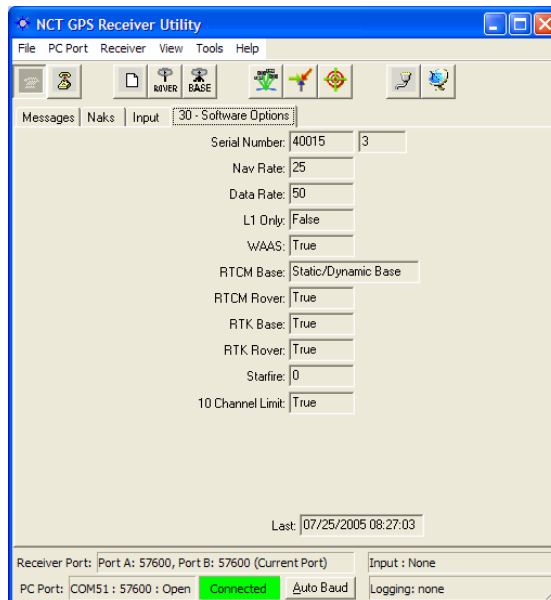 NCT GPS Receiver Utility
File PC Port Receiver View Tools Help
ROVER BASE
Messages Naks Input 30 - Software Options
Serial Number: 40015 3
Nav Rate: 25
Data Rate: 50
L1 Only: False
WAAS: True
RTCM Base: Static/Dynamic Base
RTCM Rover: True
RTK Base: True
RTK Rover: True
Starfire: 0
10 Channel Limit: True
Last: 07/25/2005 08:27:03
Receiver Port: Port A: 57600, Port B: 57600 (Current Port) Input : None
PC Port: COM51 : 57600 : Open Connected Auto Baud Logging: none